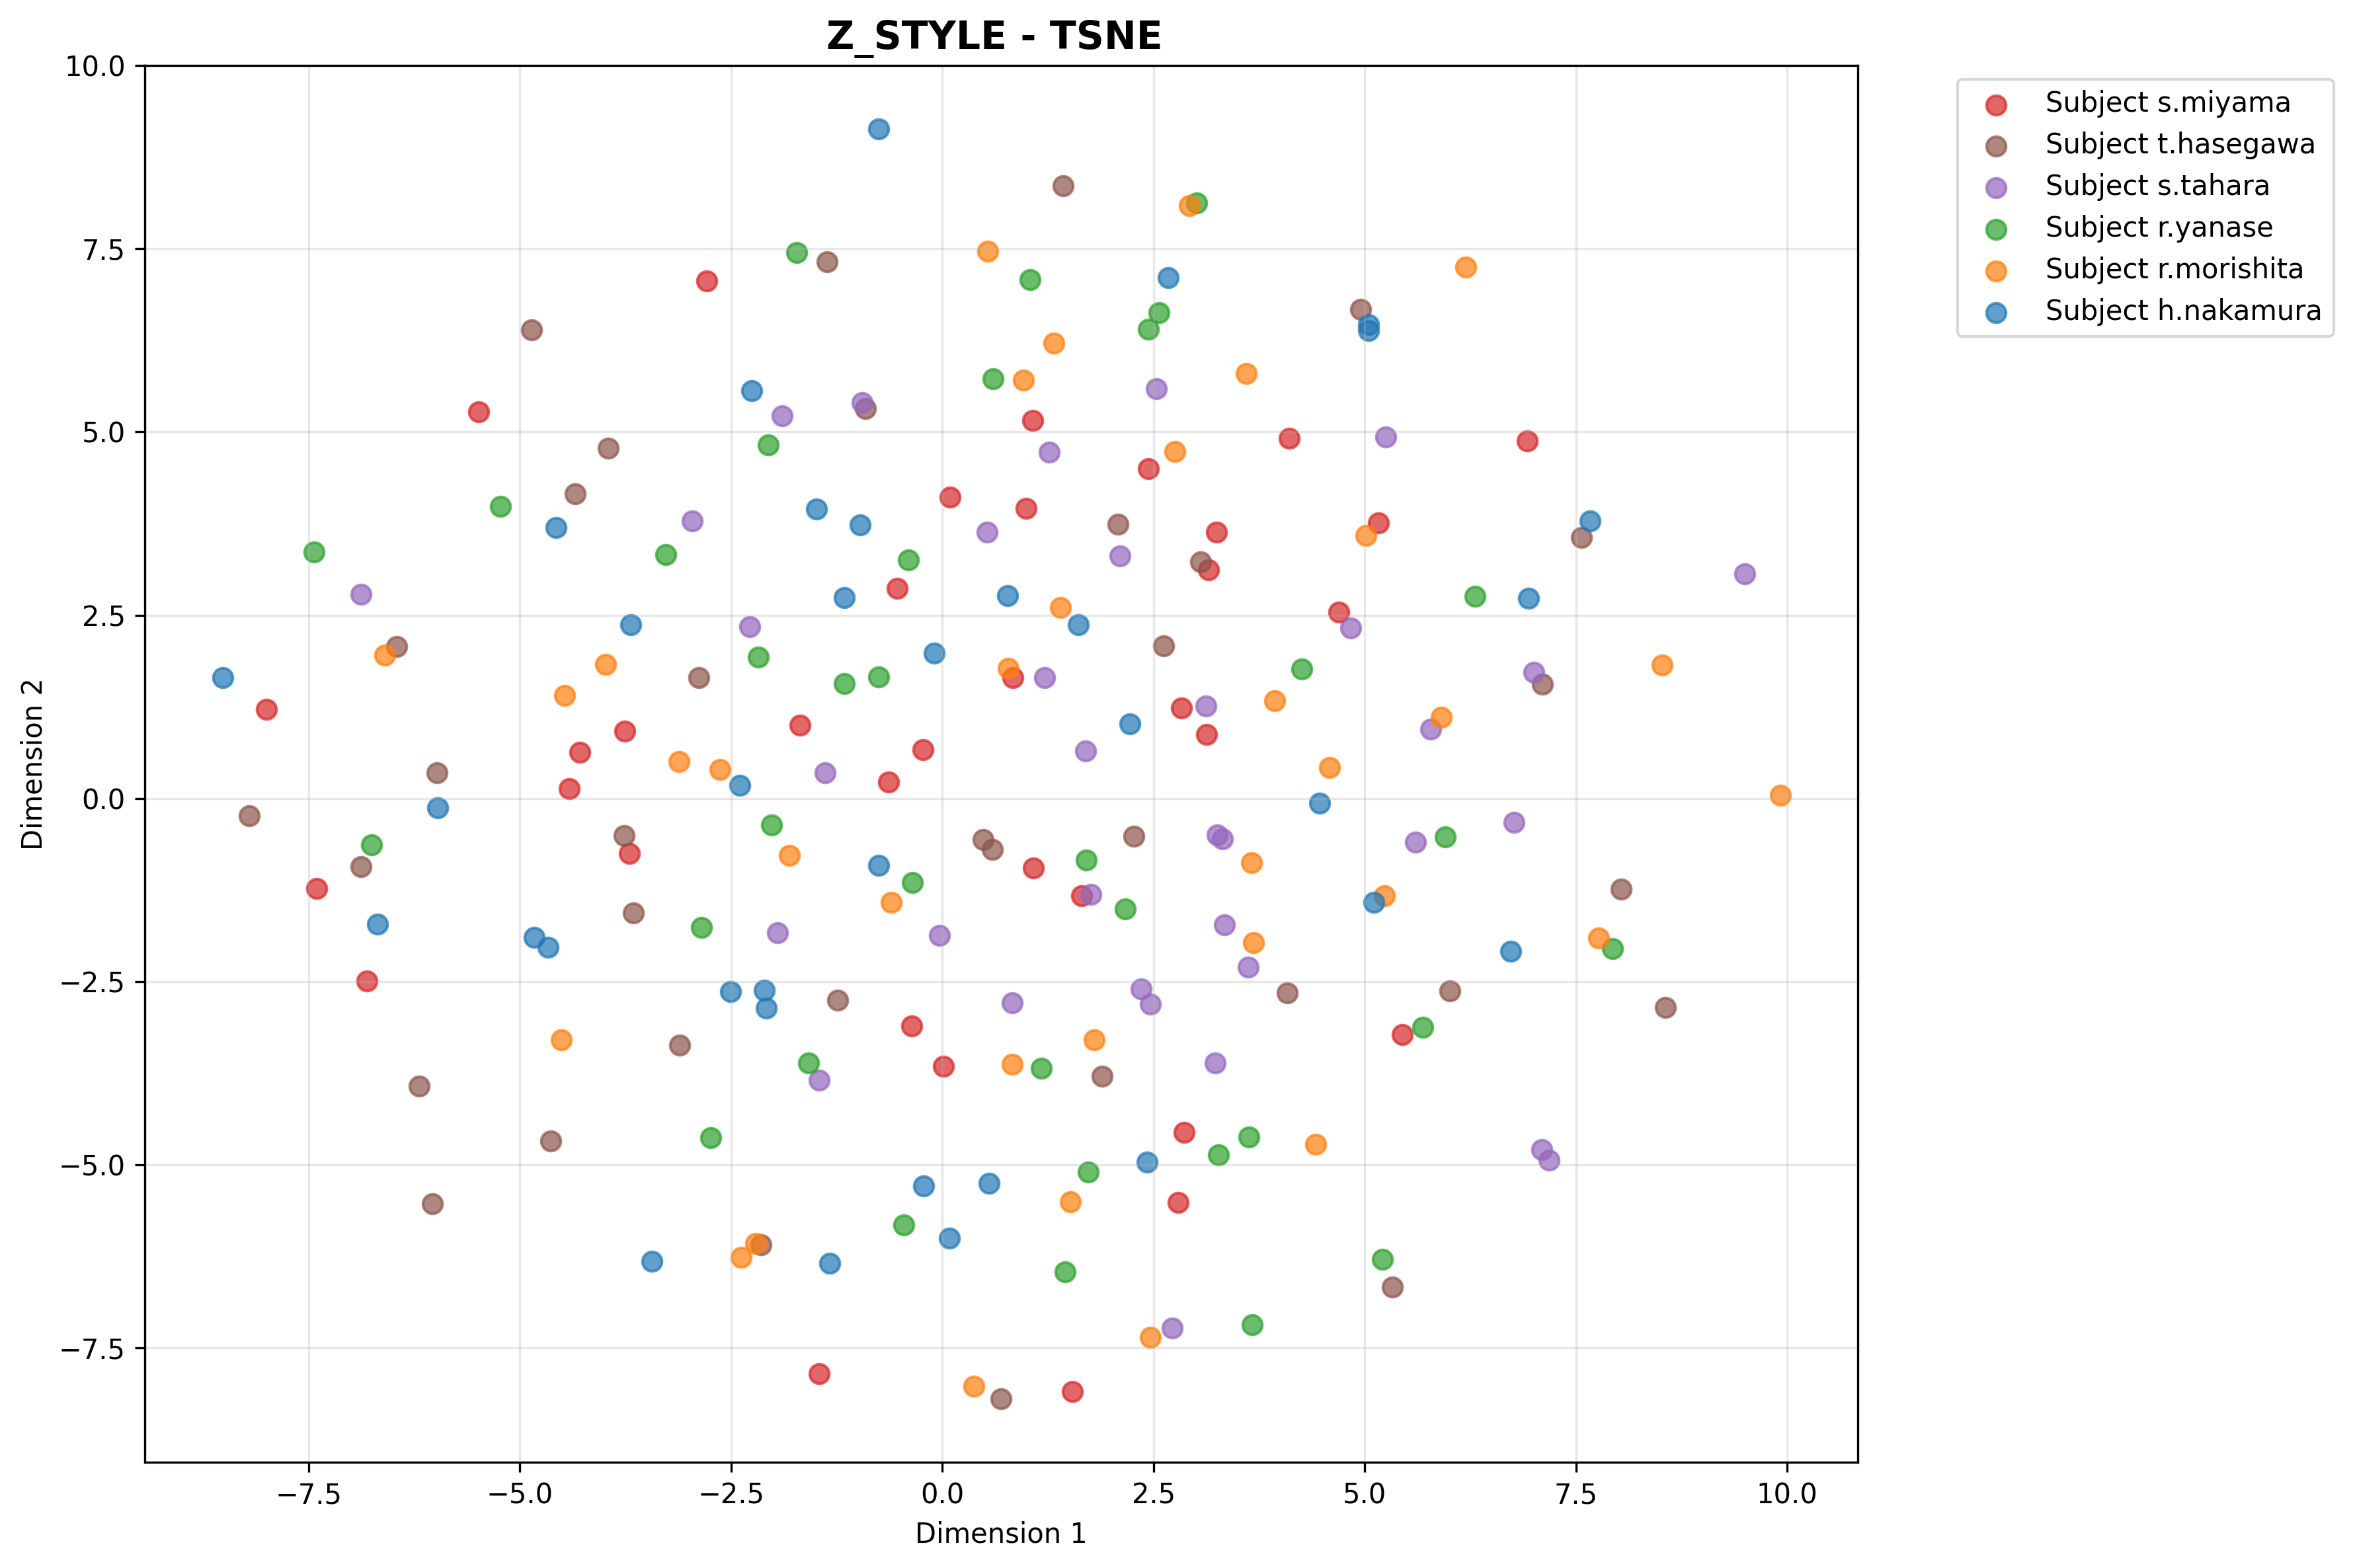 Z_STYLE - TSNE
10.0
7.5
5.0
2.5
0.0
−2.5
−5.0
−7.5
Dimension 2
−7.5 −5.0 −2.5 0.0 2.5 5.0 7.5 10.0
Dimension 1
Subject s.miyama
Subject t.hasegawa
Subject s.tahara
Subject r.yanase
Subject r.morishita
Subject h.nakamura